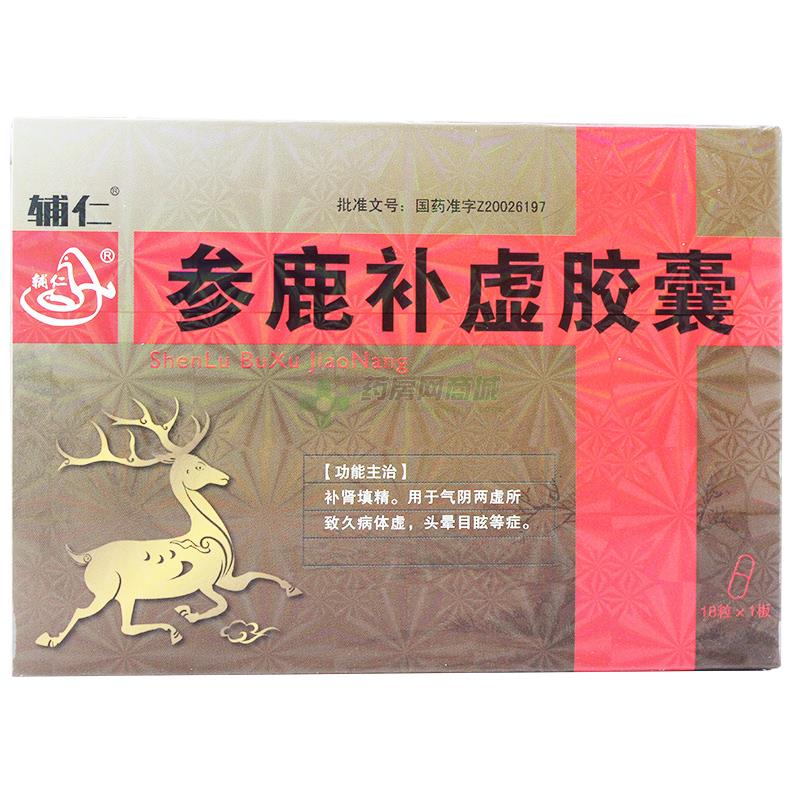 辅仁®
批准文号：国药准字Z20026197
辅仁®
参鹿补虚胶囊
ShenLu BuXu JiaoNang
药房网商城
【功能主治】
补肾填精。用于气阴两虚所
致久病体虚，头晕目眩等症。
18粒×1板